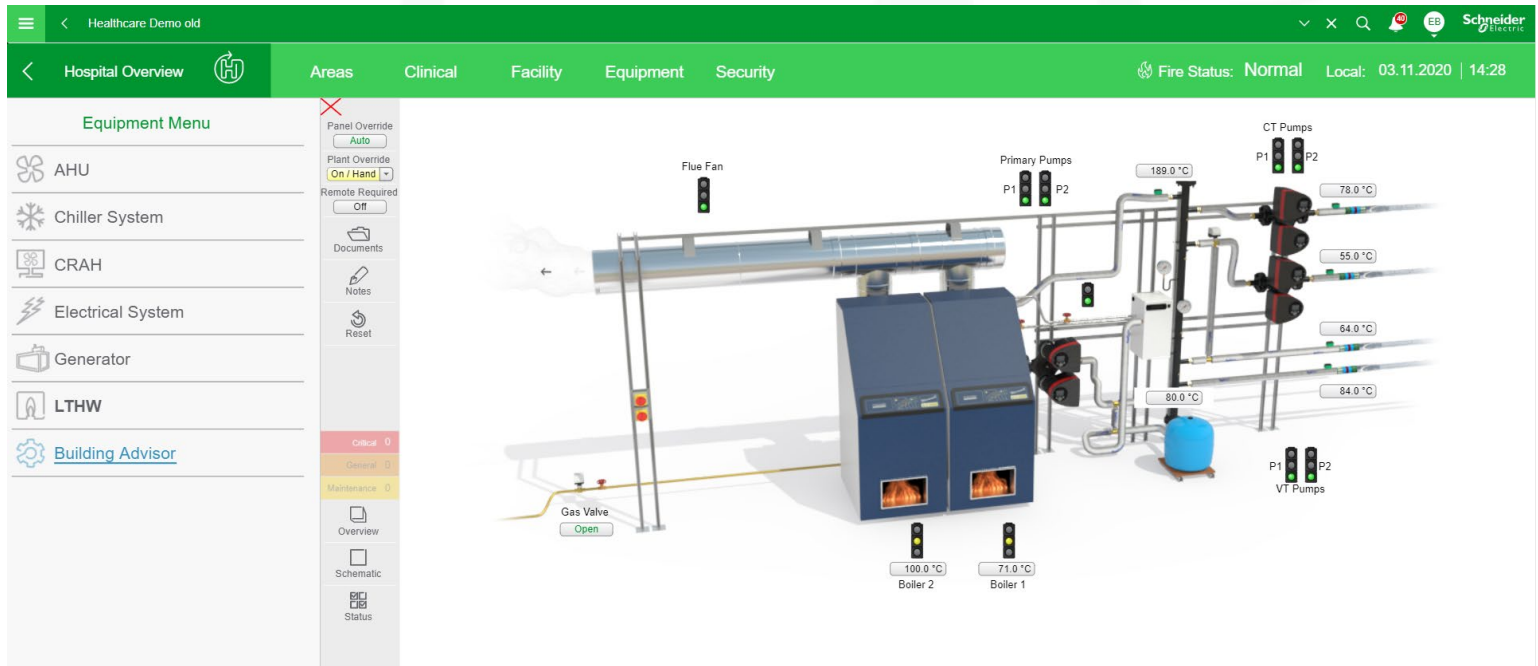 Healthcare Demo old
40
EB
Schneider
Electric
Hospital Overview
Areas
Clinical
Facility
Equipment
Security
Fire Status: Normal
Local: 03.11.2020 | 14:28
Equipment Menu
AHU
Chiller System
CRAH
Electrical System
Generator
LTHW
Building Advisor
Panel Override
Auto
Plant Override
On / Hand
Remote Required
Off
Documents
Notes
Reset
Critical 0
General 0
Maintenance 0
Overview
Schematic
Status
Flue Fan
Primary Pumps
P1 P2
CT Pumps
P1 P2
189.0 °C
78.0 °C
55.0 °C
64.0 °C
84.0 °C
80.0 °C
P1 P2
VT Pumps
Gas Valve
Open
100.0 °C
Boiler 2
71.0 °C
Boiler 1